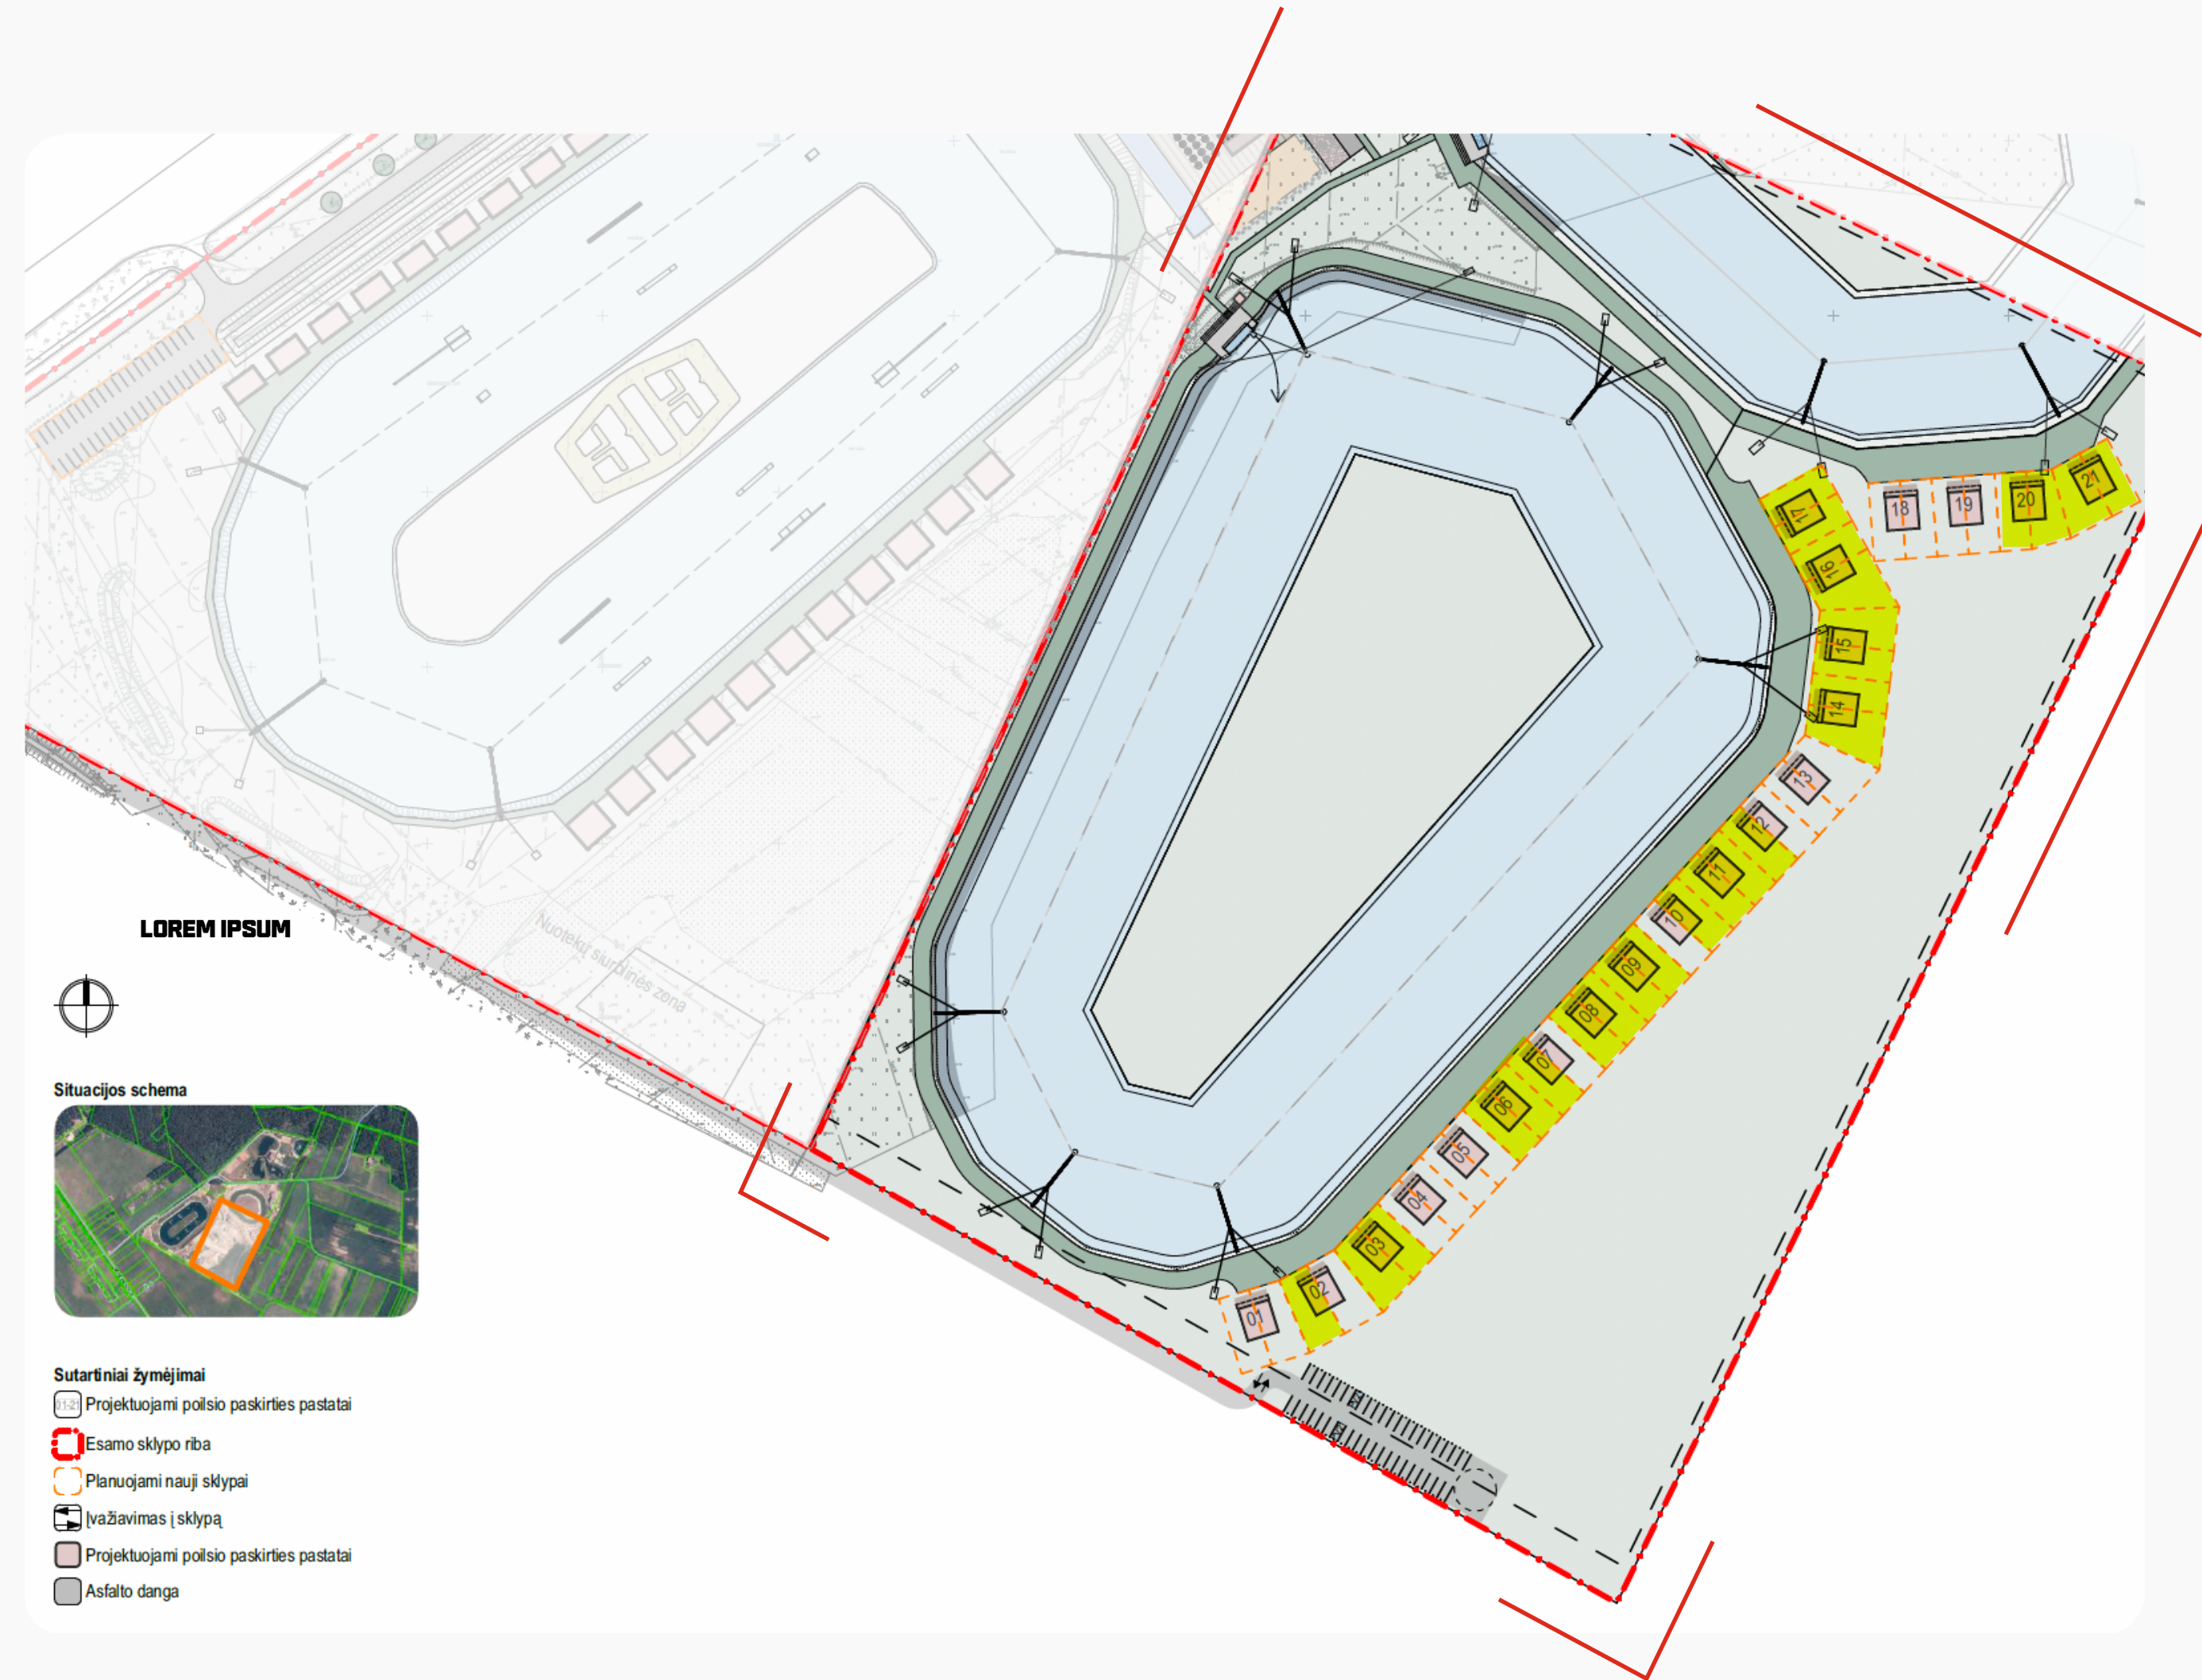 17
18
19
20
21
16
15
14
13
12
11
10
09
08
07
06
05
04
03
02
01
Nuotekų siurblinės zona
LOREM IPSUM
Situacijos schema
Sutartiniai žymėjimai
01-21 Projektuojami poilsio paskirties pastatai
Esamo sklypo riba
Planuojami nauji sklypai
Įvažiavimas į sklypą
Projektuojami poilsio paskirties pastatai
Asfalto danga